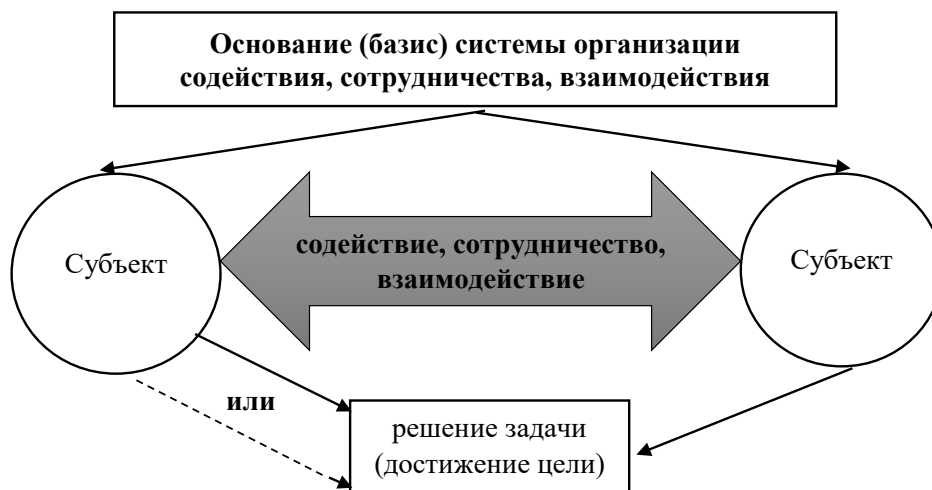 Основание (базис) системы организации
содействия, сотрудничества, взаимодействия
Субъект
содействие, сотрудничество,
взаимодействие
Субъект
или
решение задачи
(достижение цели)